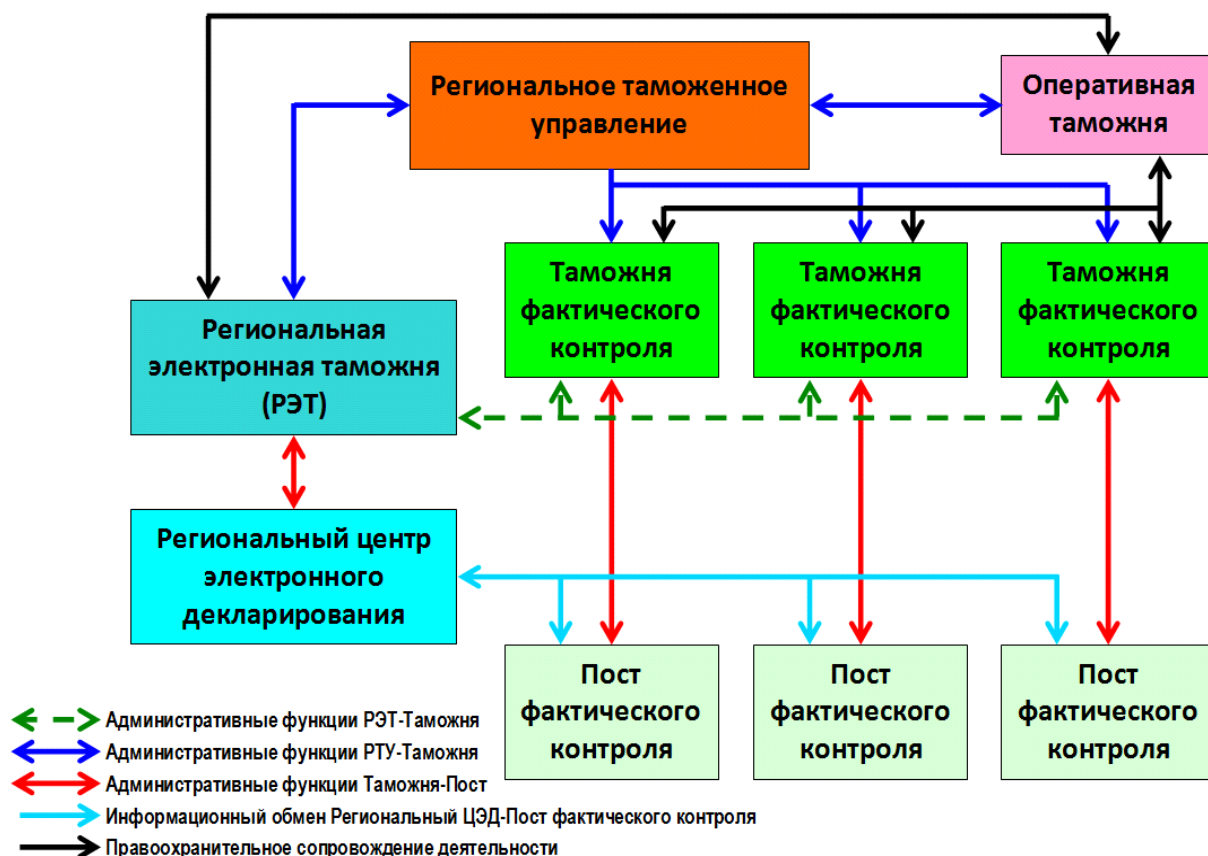 Региональное таможенное
управление
Оперативная
таможня
Таможня
фактического
контроля
Таможня
фактического
контроля
Таможня
фактического
контроля
Региональная
электронная таможня
(РЭТ)
Региональный центр
электронного
декларирования
Пост
фактического
контроля
Пост
фактического
контроля
Пост
фактического
контроля
Административные функции РЭТ-Таможня
Административные функции РТУ-Таможня
Административные функции Таможня-Пост
Информационный обмен Региональный ЦЭД-Пост фактического контроля
Правоохранительное сопровождение деятельности